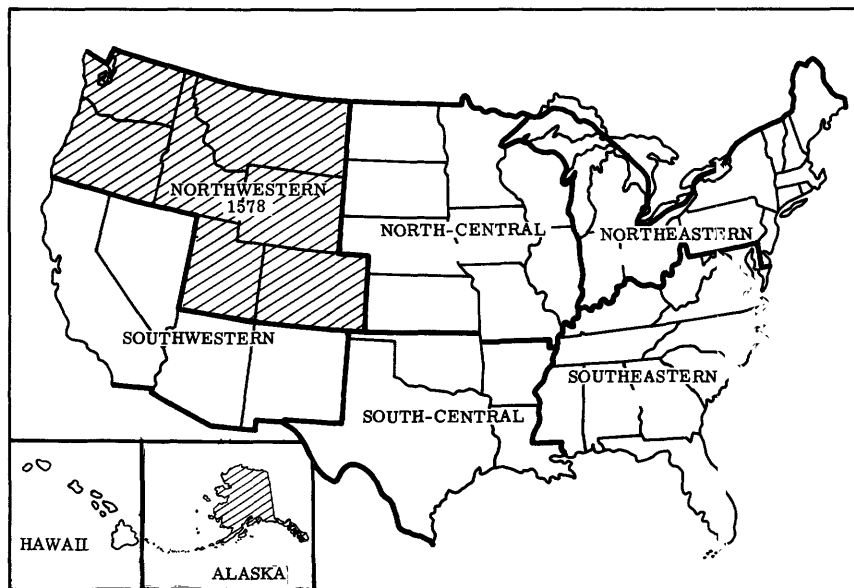 NORTHWESTERN
1578
NORTH-CENTRAL
NORTHEASTERN
SOUTHWESTERN
SOUTHEASTERN
SOUTH-CENTRAL
HAWAII
ALASKA